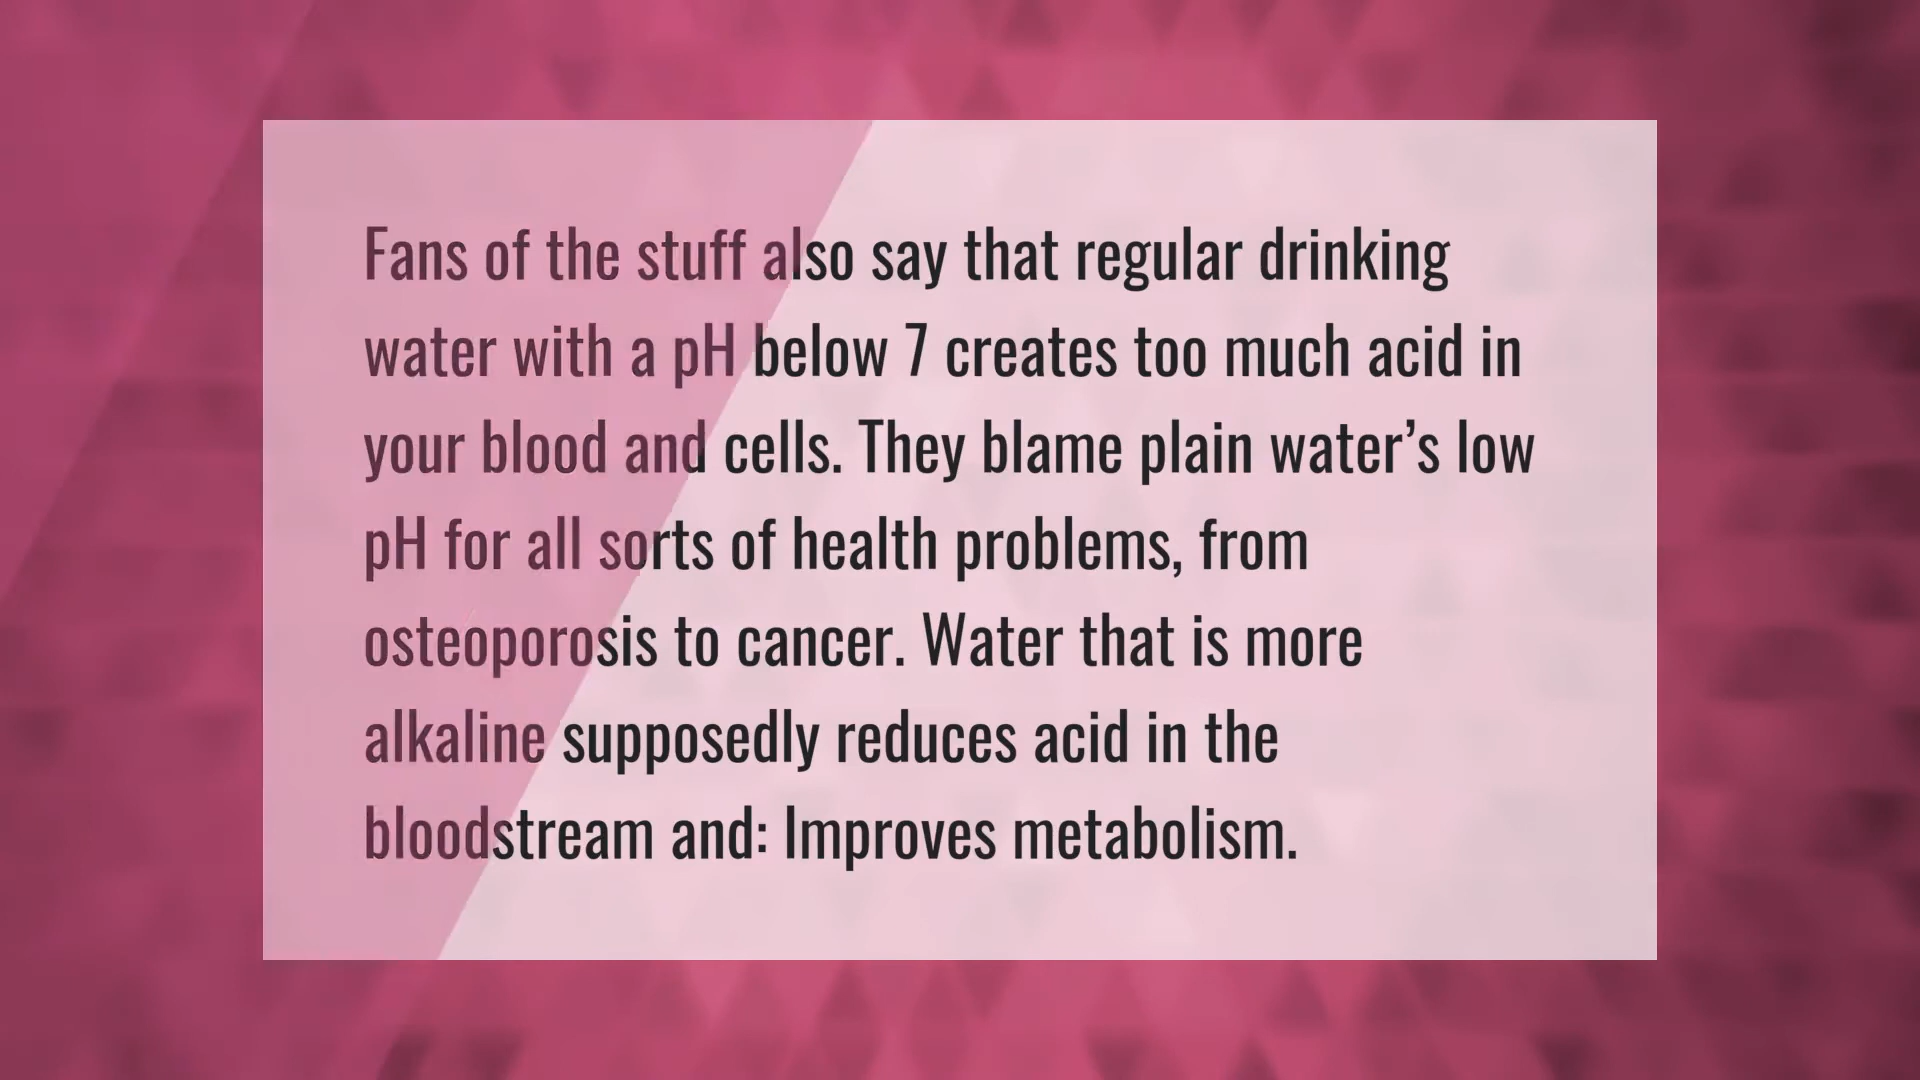 Fans of the stuff also say that regular drinking
water with a pH below 7 creates too much acid in
your blood and cells. They blame plain water’s low
pH for all sorts of health problems, from
osteoporosis to cancer. Water that is more
alkaline supposedly reduces acid in the
bloodstream and: Improves metabolism.